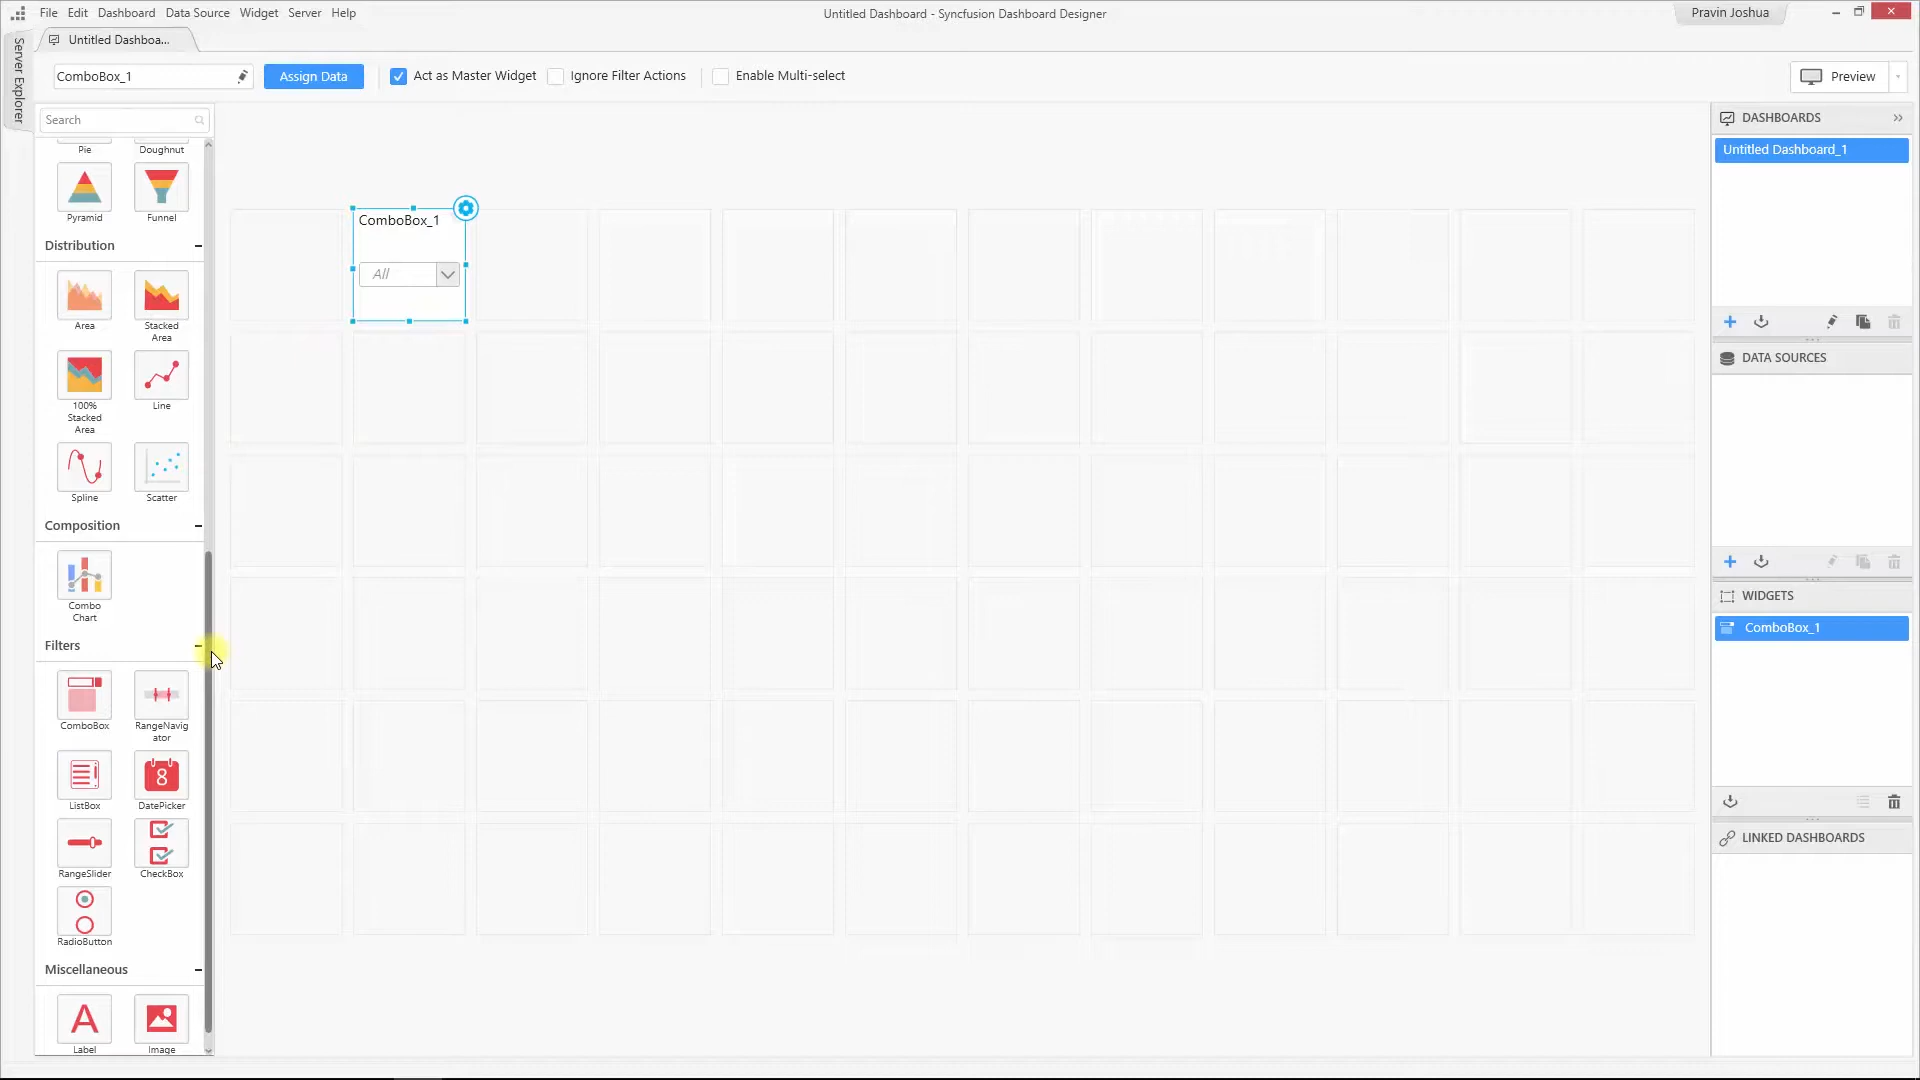 File Edit Dashboard Data Source Widget Server Help
Untitled Dashboard - Syncfusion Dashboard Designer
Pravin Joshua
Server Explorer
Untitled Dashboa...
ComboBox_1
Assign Data
Act as Master Widget
Ignore Filter Actions
Enable Multi-select
Preview
Search
Pie
Doughnut
Pyramid
Funnel
Distribution
Area
Stacked
Area
100%
Stacked
Area
Line
Spline
Scatter
Composition
Combo
Chart
Filters
ComboBox
RangeNavig
ator
ListBox
8
DatePicker
RangeSlider
CheckBox
RadioButton
Miscellaneous
A
Label
Image
ComboBox_1
All
DASHBOARDS
Untitled Dashboard_1
DATA SOURCES
WIDGETS
ComboBox_1
LINKED DASHBOARDS